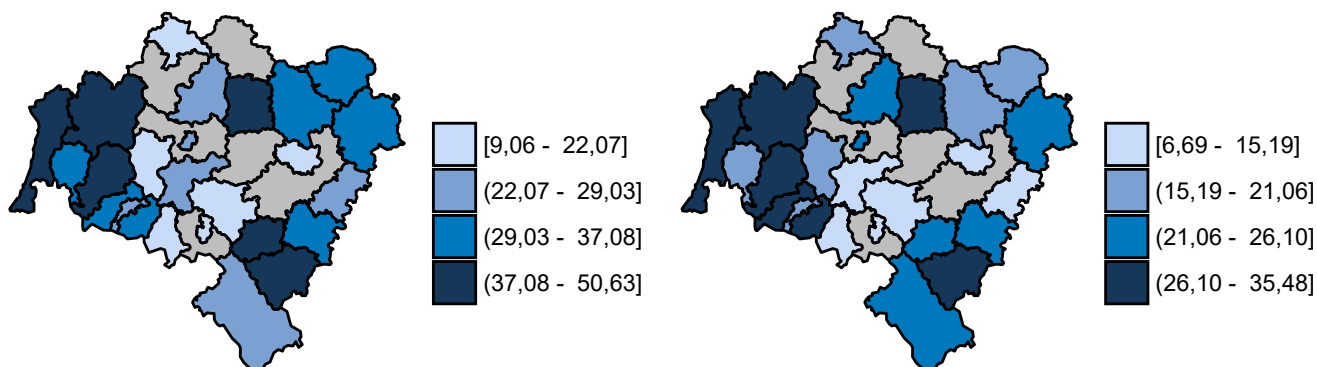 [9,06 - 22,07]
(22,07 - 29,03]
(29,03 - 37,08]
(37,08 - 50,63]
[6,69 - 15,19]
(15,19 - 21,06]
(21,06 - 26,10]
(26,10 - 35,48]